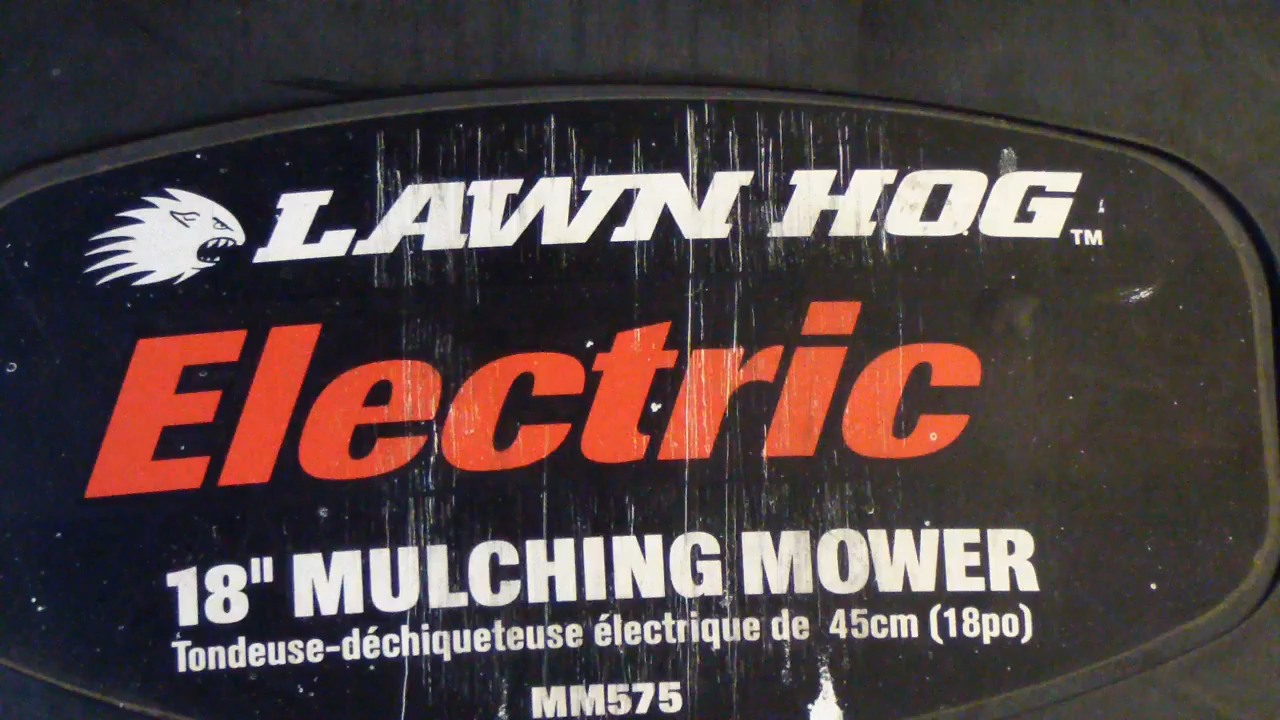 LAWN HOG™
Electric
18" MULCHING MOWER
Tondeuse-déchiqueteuse électrique de 45cm (18po)
MM575